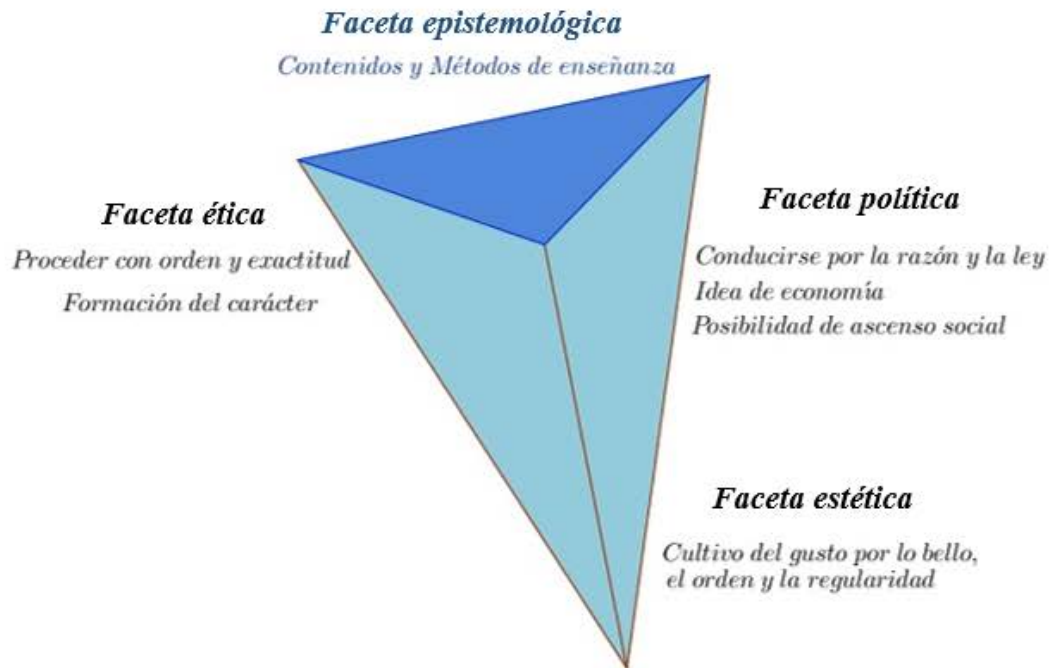 Faceta epistemológica
Contenidos y Métodos de enseñanza
Faceta ética
Proceder con orden y exactitud
Formación del carácter
Faceta política
Conducirse por la razón y la ley
Idea de economía
Posibilidad de ascenso social
Faceta estética
Cultivo del gusto por lo bello,
el orden y la regularidad